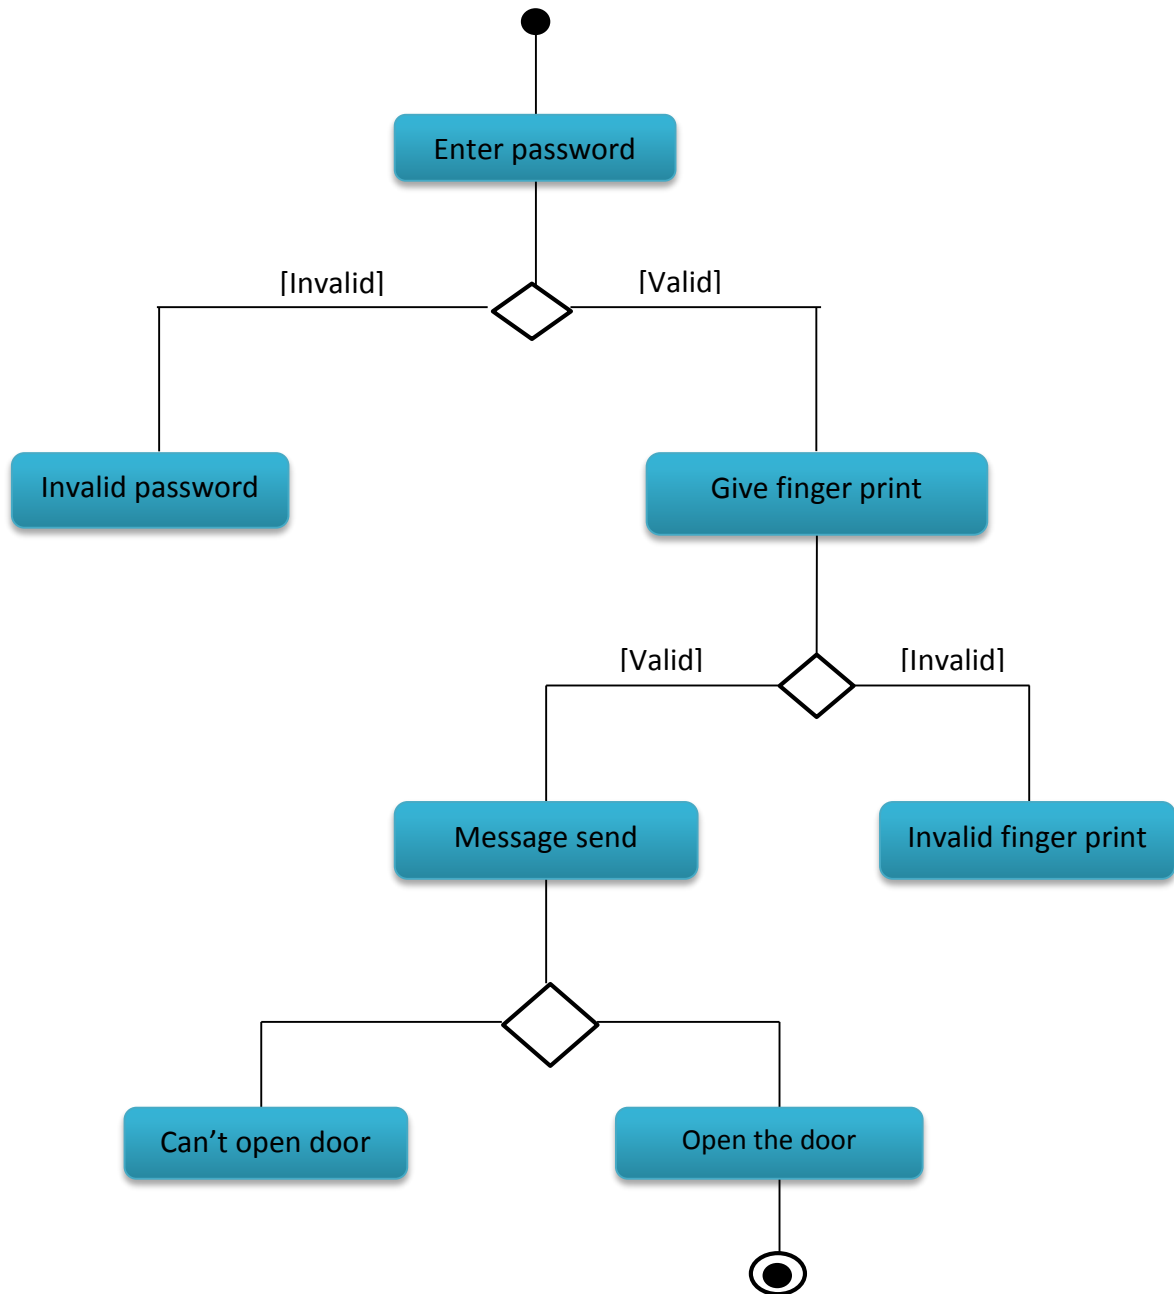 Enter password
[Invalid]
[Valid]
Invalid password
Give finger print
[Valid]
[Invalid]
Message send
Invalid finger print
Can’t open door
Open the door